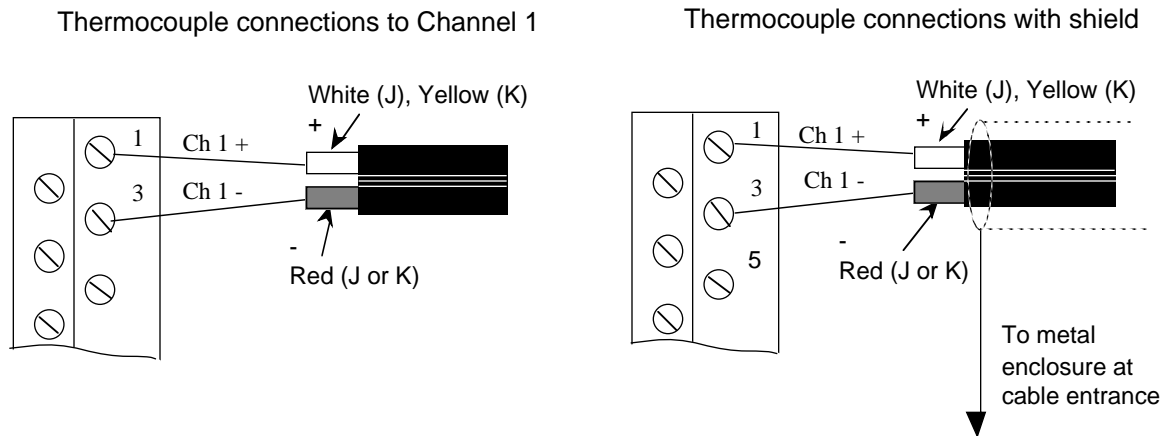 Thermocouple connections to Channel 1
White (J), Yellow (K)
+
1
Ch 1 +
3
Ch 1 -
-
Red (J or K)
Thermocouple connections with shield
White (J), Yellow (K)
+
1
Ch 1 +
3
Ch 1 -
-
5
Red (J or K)
To metal
enclosure at
cable entrance